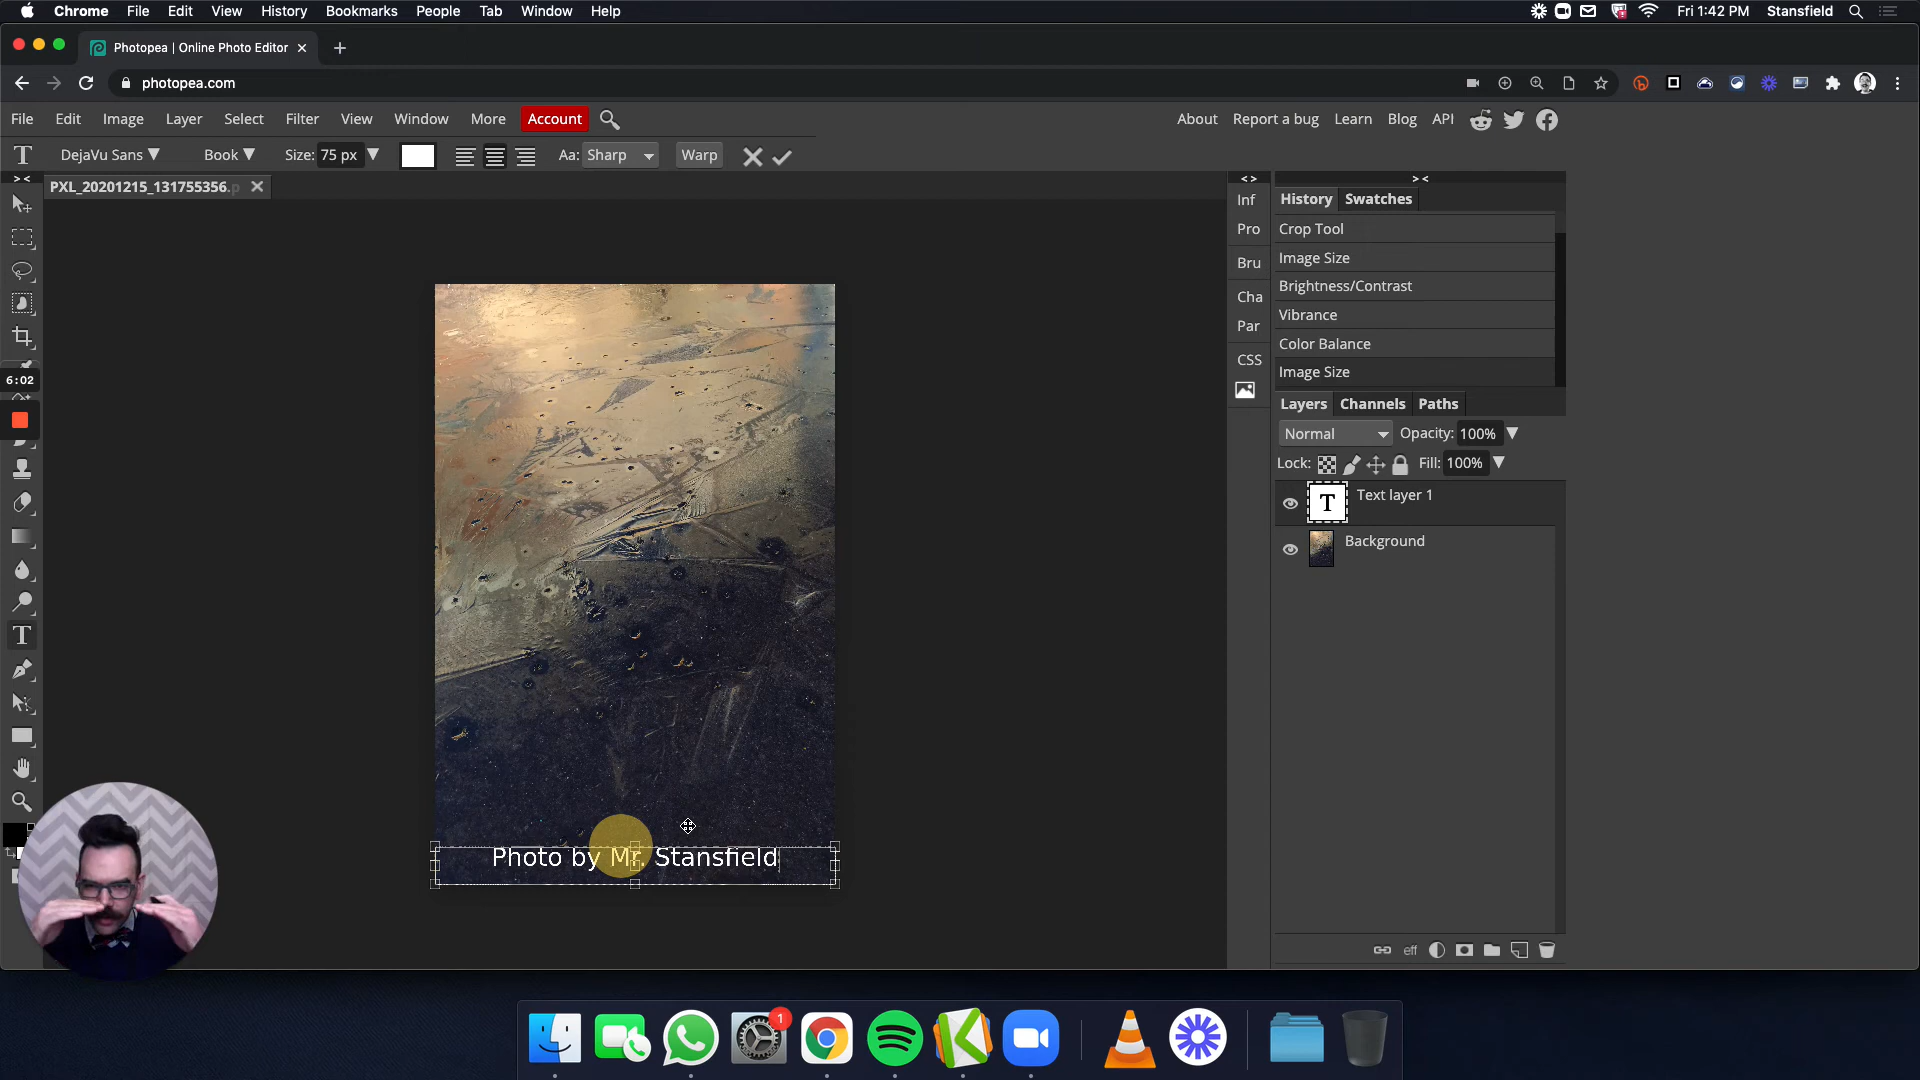 Chrome File Edit View History Bookmarks People Tab Window Help
Fri 1:42 PM Stansfield
Photopea | Online Photo Editor
photopea.com
File Edit Image Layer Select Filter View Window More Account
About Report a bug Learn Blog API
DejaVu Sans Book Size: 75 px Aa: Sharp Warp
PXL_20201215_131755356.p
Inf
Pro
Bru
Cha
Par
CSS
History Swatches
Crop Tool
Image Size
Brightness/Contrast
Vibrance
Color Balance
Image Size
Layers Channels Paths
Normal Opacity: 100%
Lock: Fill: 100%
T Text layer 1
Background
eff
6:02
Photo by Mr. Stansfield
1